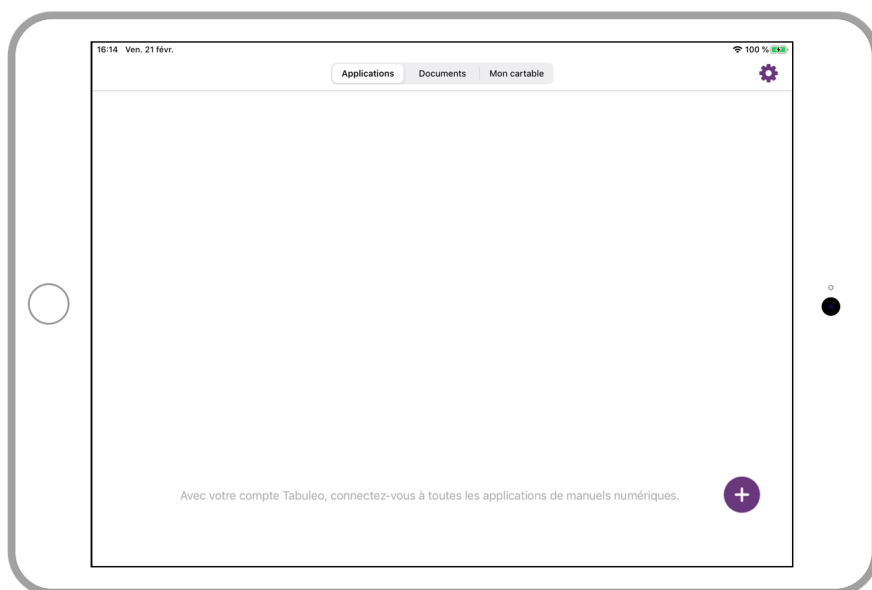 16:14 Ven. 21 févr. 100 %
Applications Documents Mon cartable
Avec votre compte Tabuleo, connectez-vous à toutes les applications de manuels numériques.